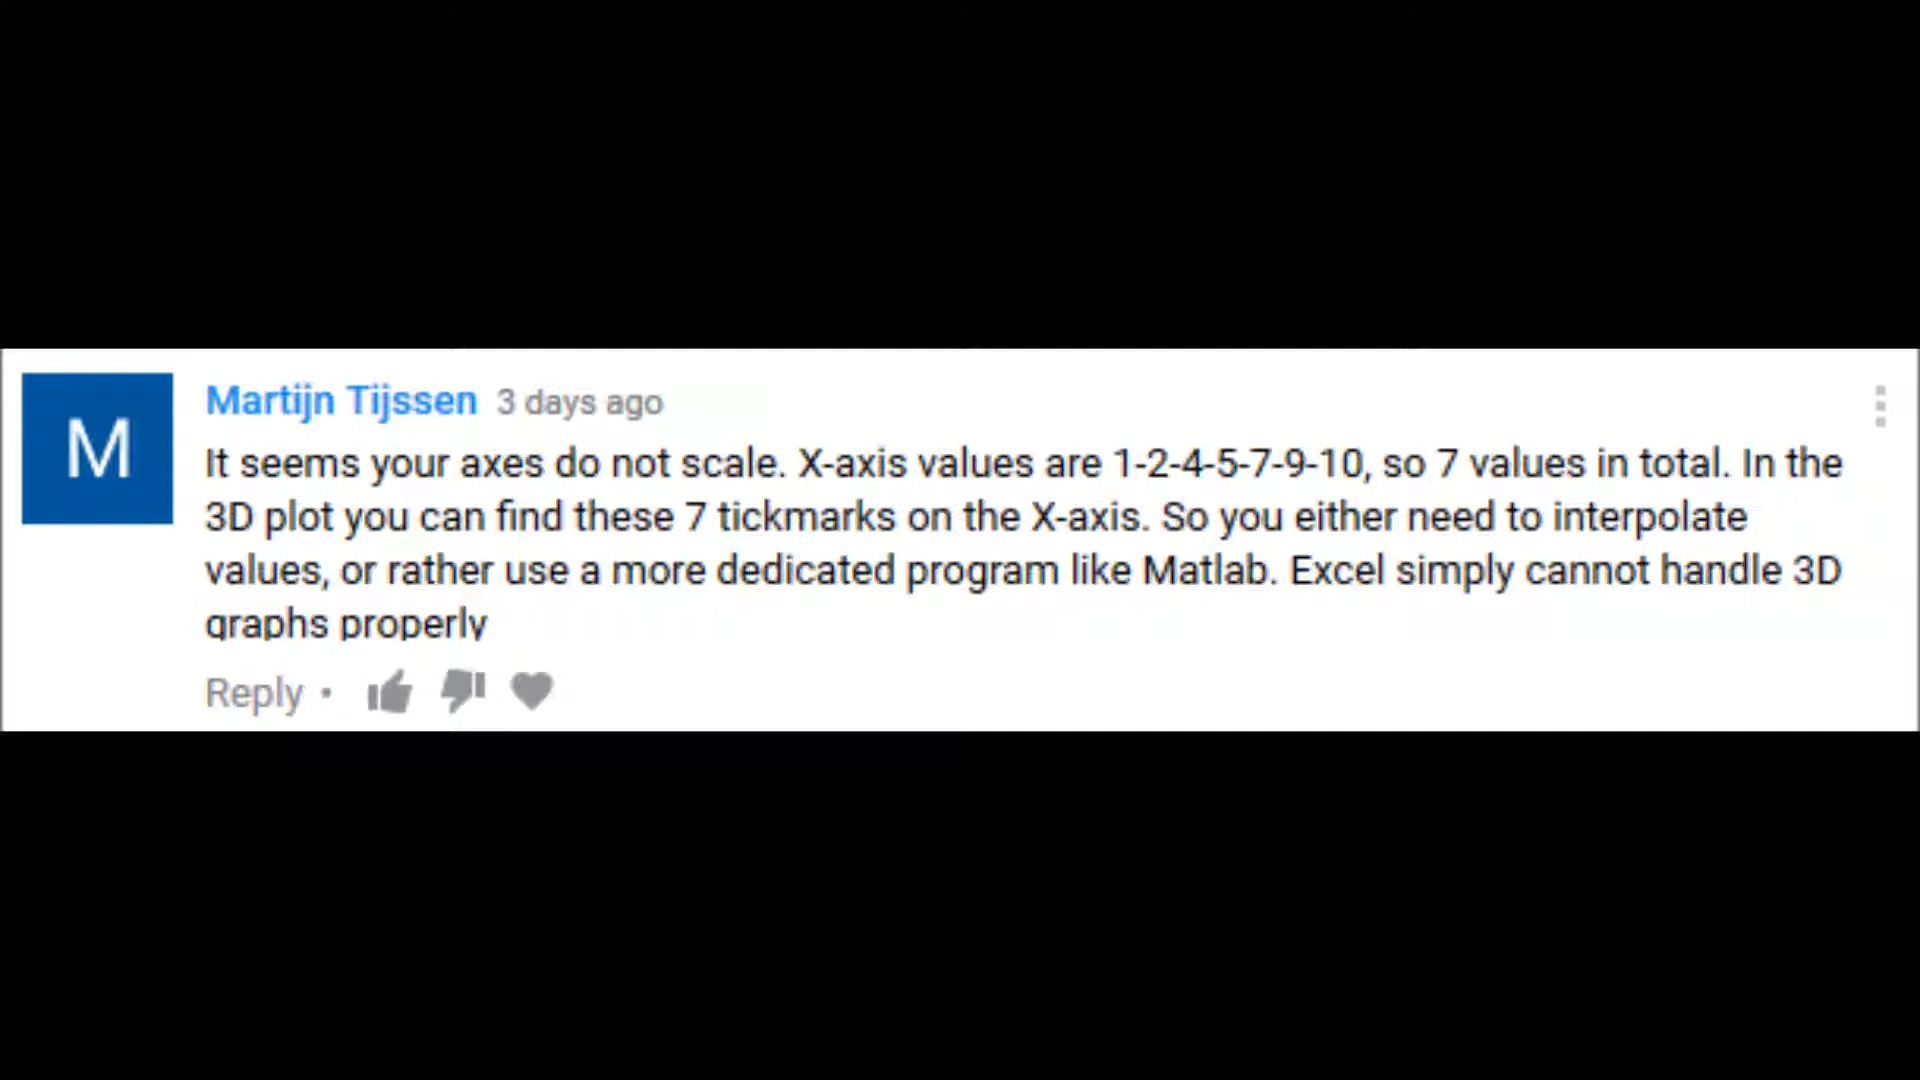 M
Martijn Tijssen 3 days ago
It seems your axes do not scale. X-axis values are 1-2-4-5-7-9-10, so 7 values in total. In the
3D plot you can find these 7 tickmarks on the X-axis. So you either need to interpolate
values, or rather use a more dedicated program like Matlab. Excel simply cannot handle 3D
graphs properly
Reply •